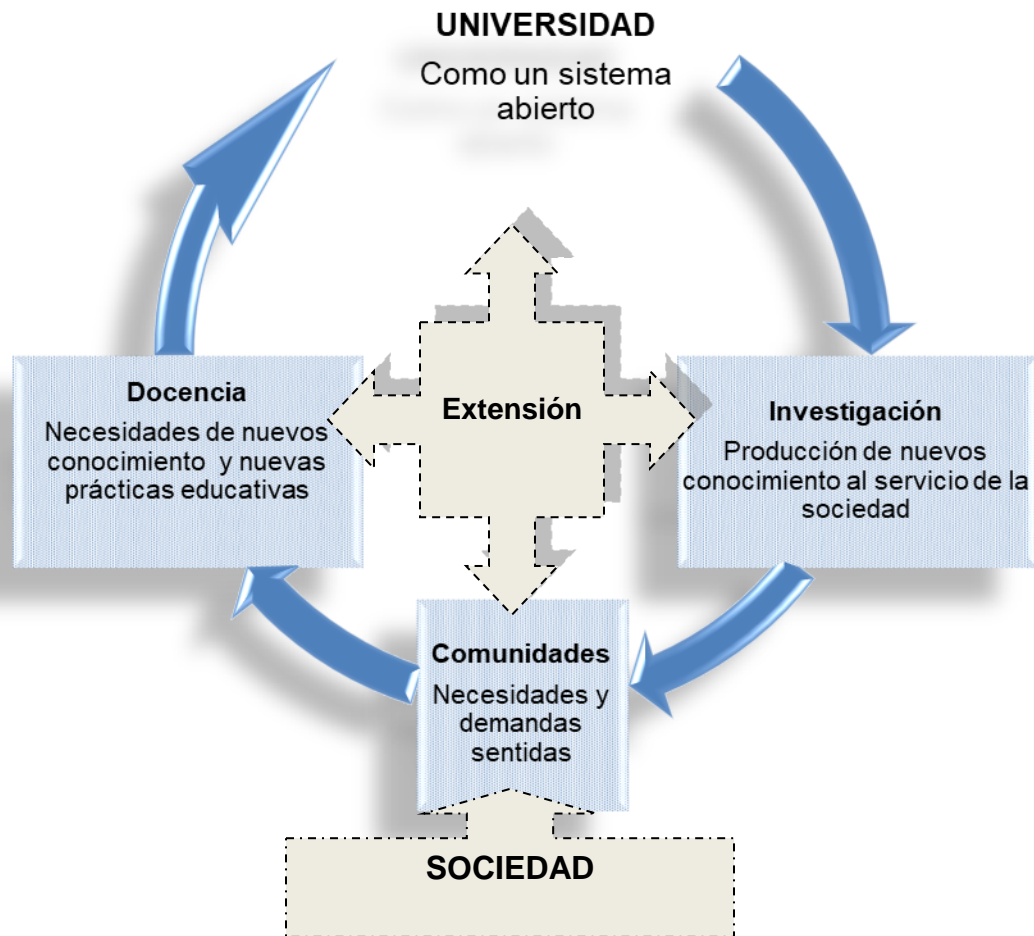 UNIVERSIDAD
Como un sistema
abierto
Docencia
Necesidades de nuevos
conocimiento y nuevas
prácticas educativas
Extensión
Investigación
Producción de nuevos
conocimiento al servicio de la
sociedad
Comunidades
Necesidades y
demandas
sentidas
SOCIEDAD